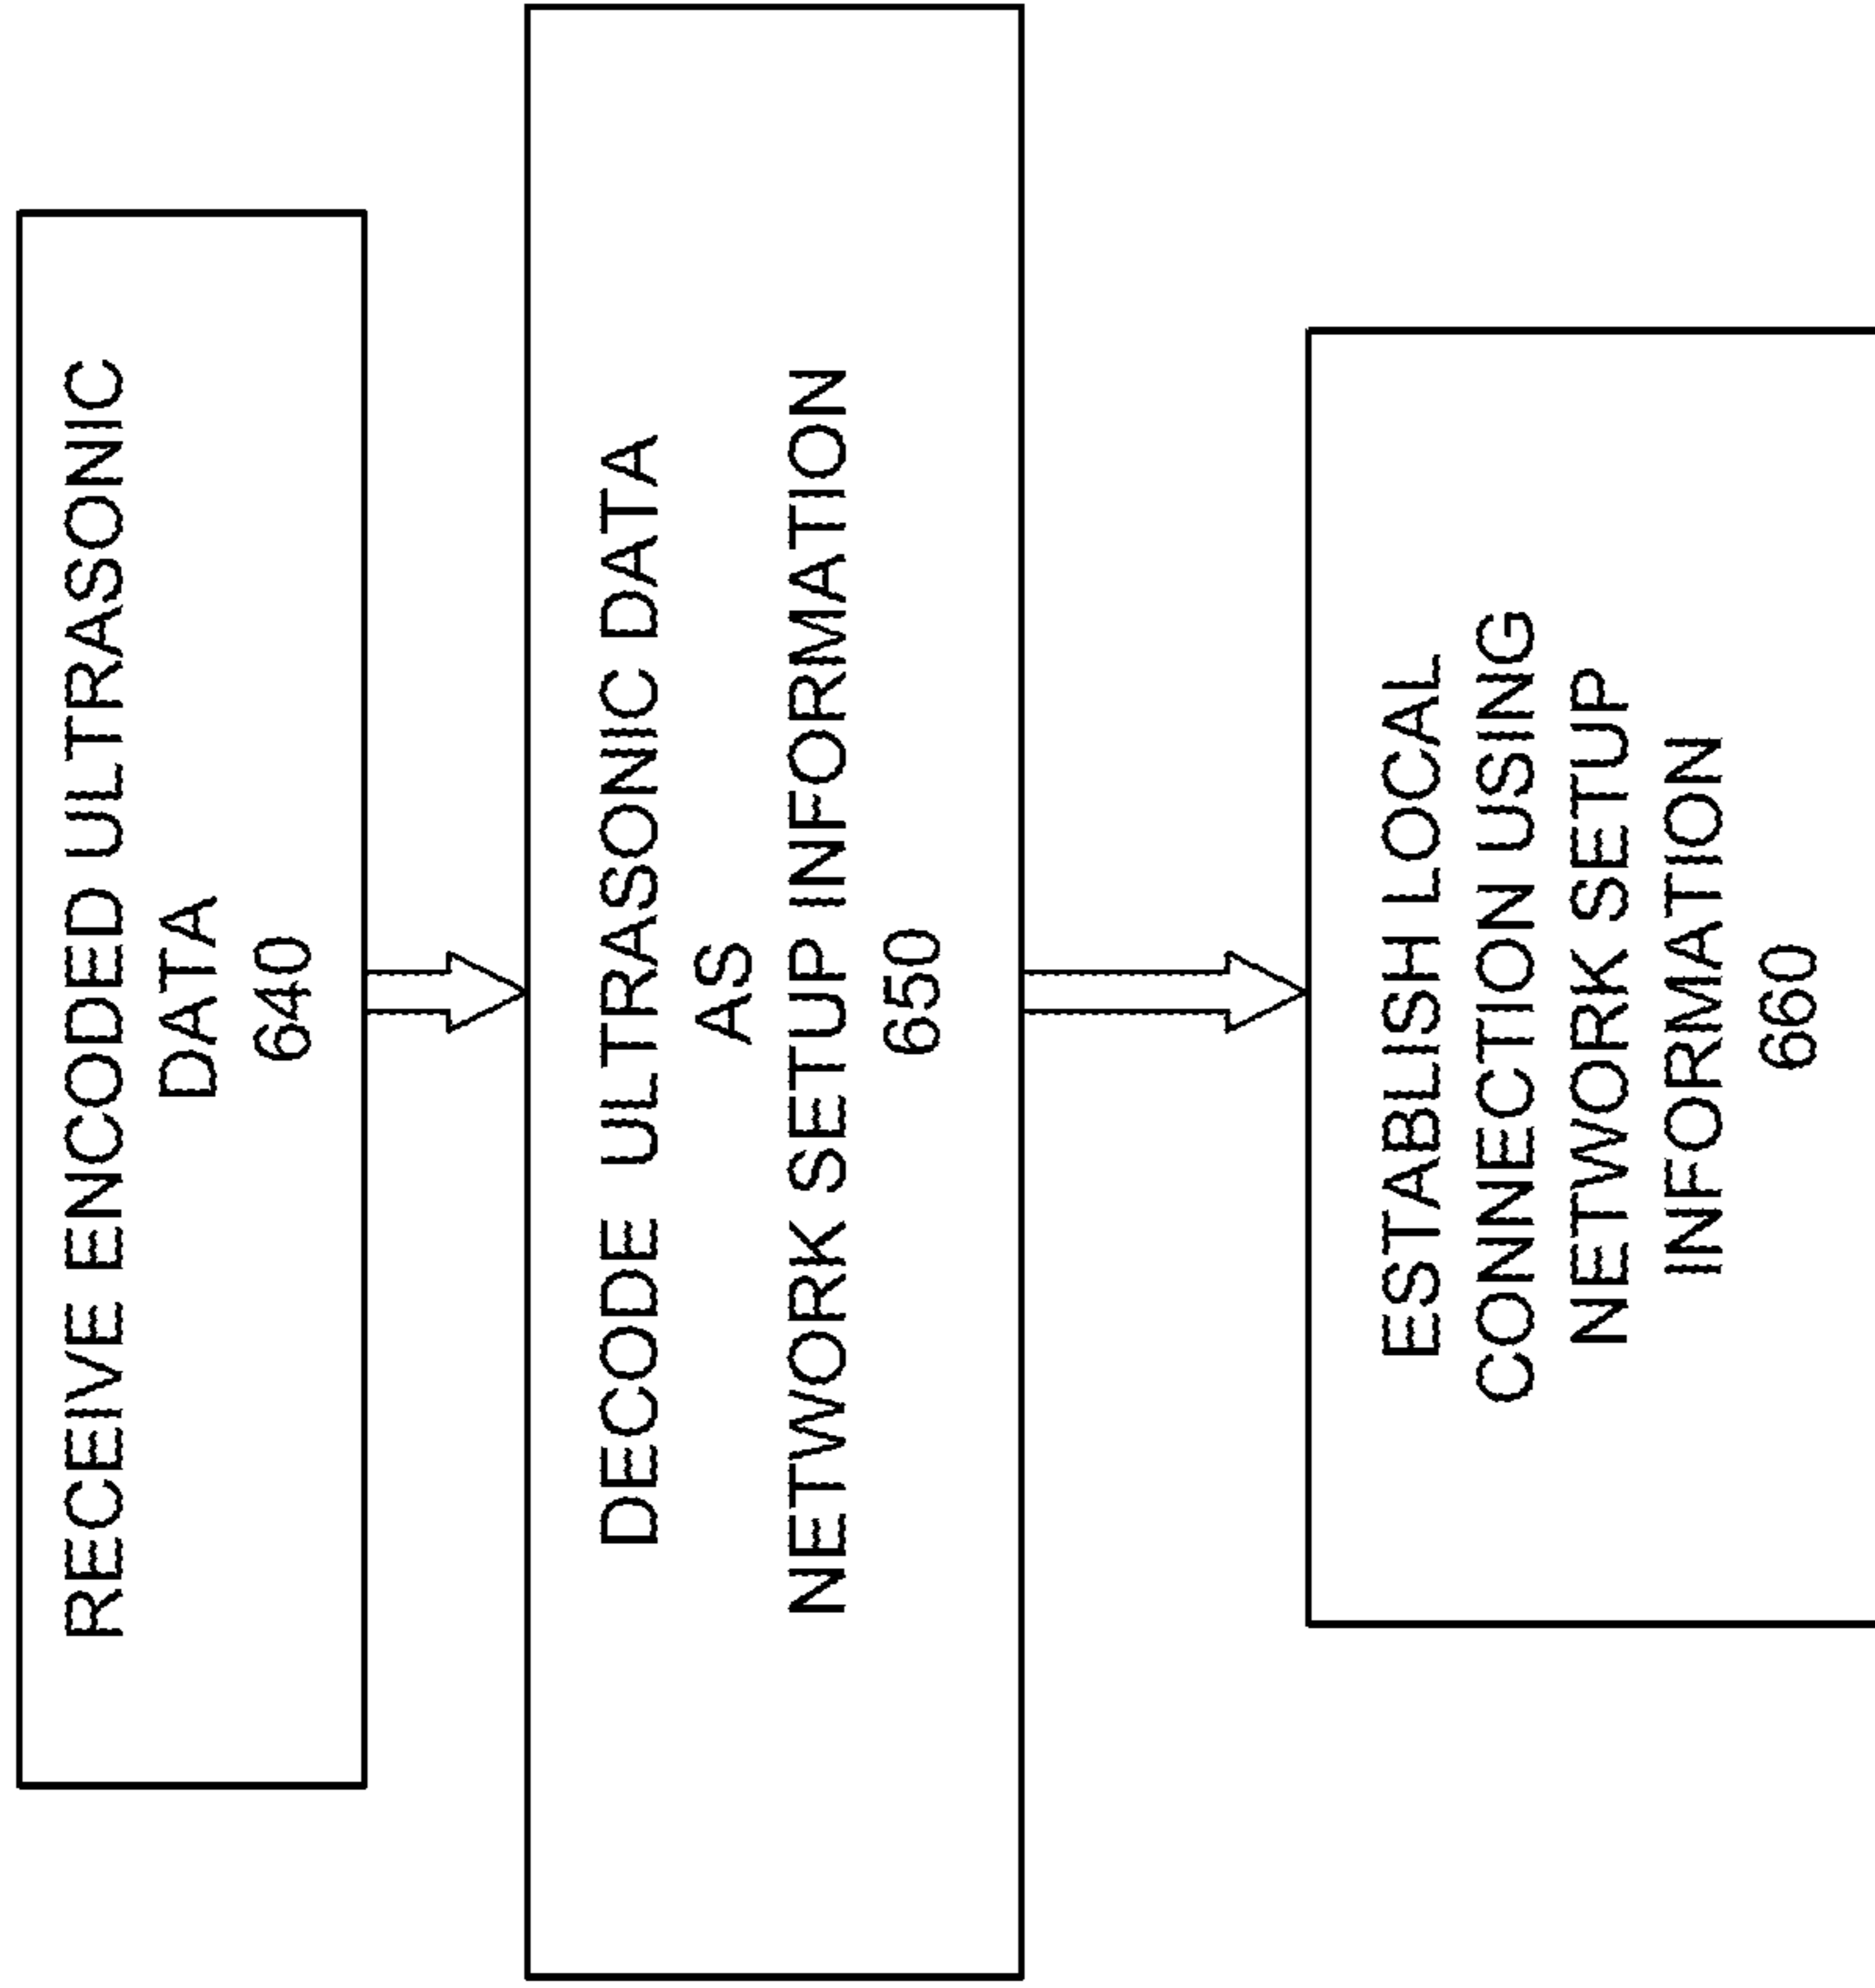 RECEIVE ENCODED ULTRASONIC
DATA
640
DECODE ULTRASONIC DATA
AS
NETWORK SETUP INFORMATION
650
ESTABLISH LOCAL
CONNECTION USING
NETWORK SETUP
INFORMATION
660